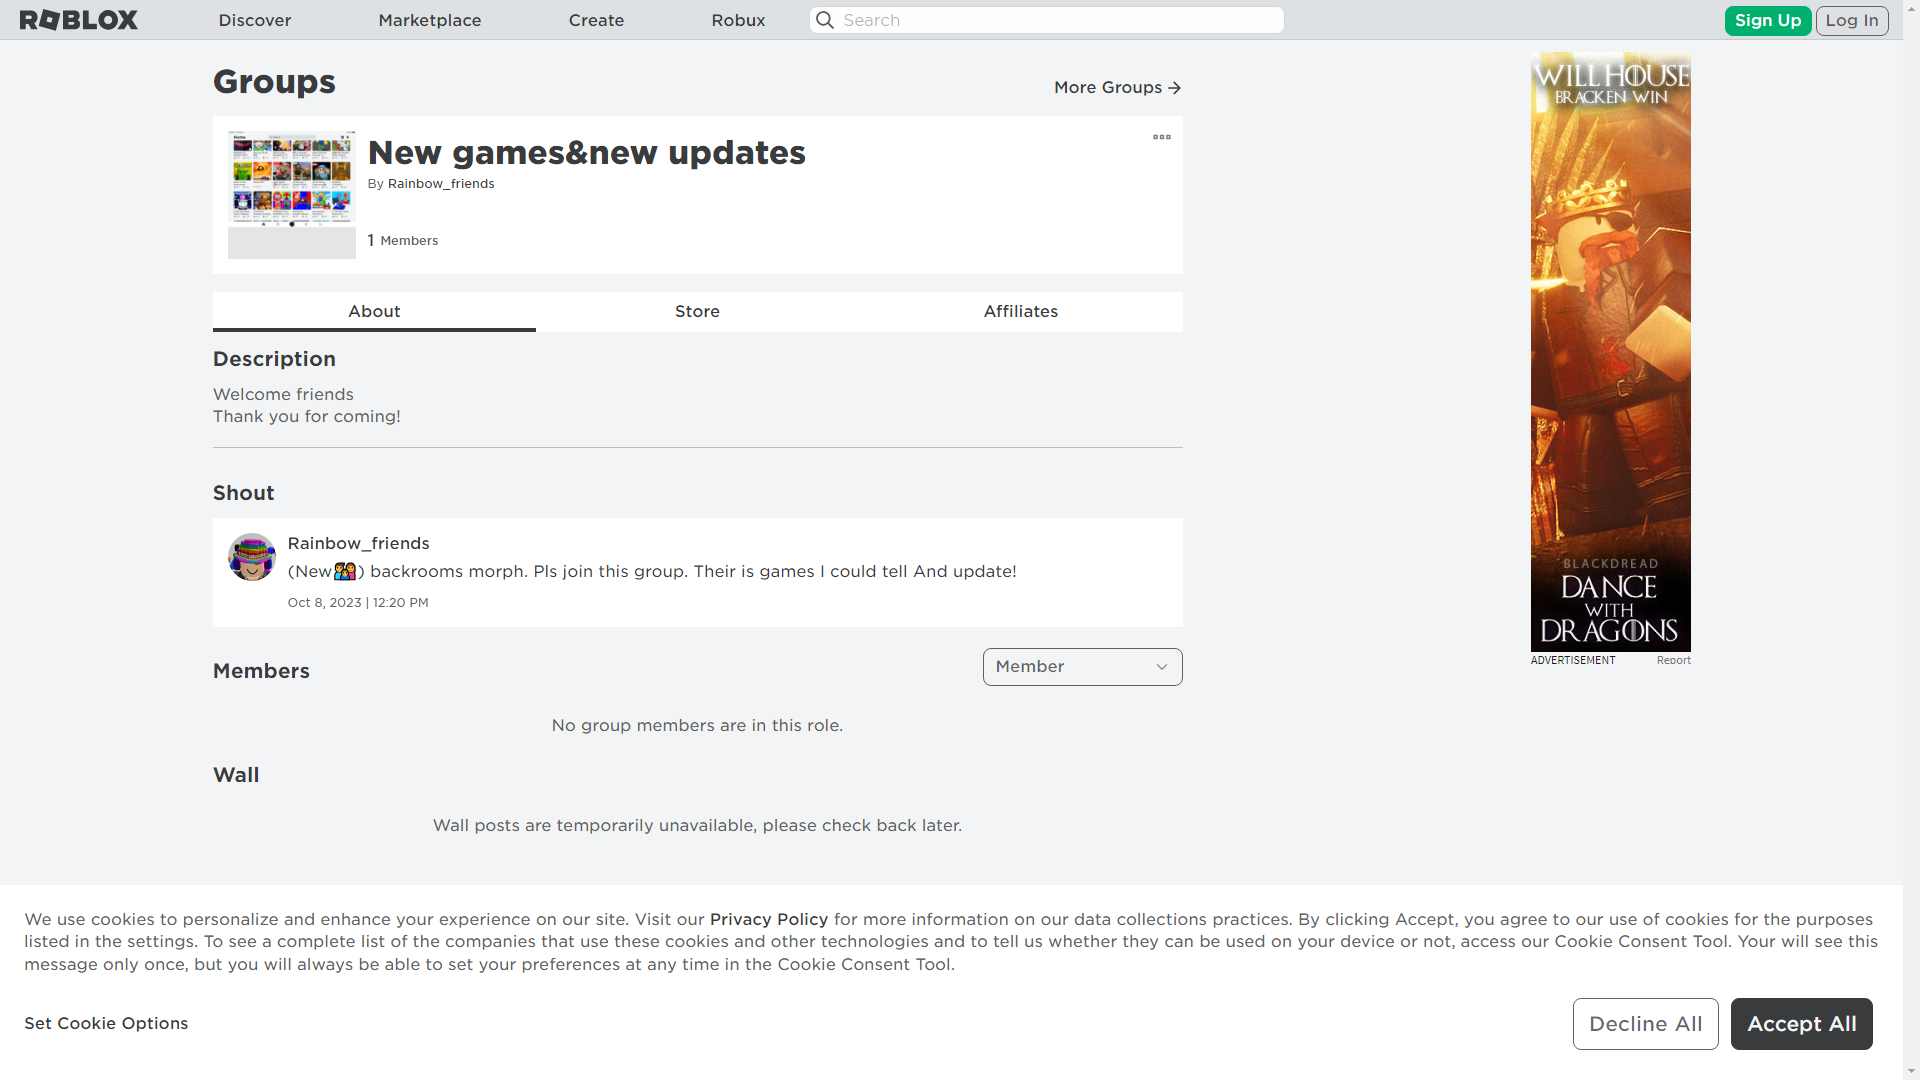 ROBLOX
Discover
Marketplace
Create
Robux
Search
Sign Up
Log In
Groups
More Groups
New games&new updates
By Rainbow_friends
1 Members
About
Store
Affiliates
Description
Welcome friends
Thank you for coming!
Shout
Rainbow_friends
(New👨‍👩‍👧) backrooms morph. Pls join this group. Their is games I could tell And update!
Oct 8, 2023 | 12:20 PM
Members
Member
No group members are in this role.
Wall
Wall posts are temporarily unavailable, please check back later.
WILL HOUSE
BRACKEN WIN
BLACKDREAD
DANCE
WITH
DRAGONS
ADVERTISEMENT
Report
We use cookies to personalize and enhance your experience on our site. Visit our Privacy Policy for more information on our data collections practices. By clicking Accept, you agree to our use of cookies for the purposes
listed in the settings. To see a complete list of the companies that use these cookies and other technologies and to tell us whether they can be used on your device or not, access our Cookie Consent Tool. Your will see this
message only once, but you will always be able to set your preferences at any time in the Cookie Consent Tool.
Set Cookie Options
Decline All
Accept All